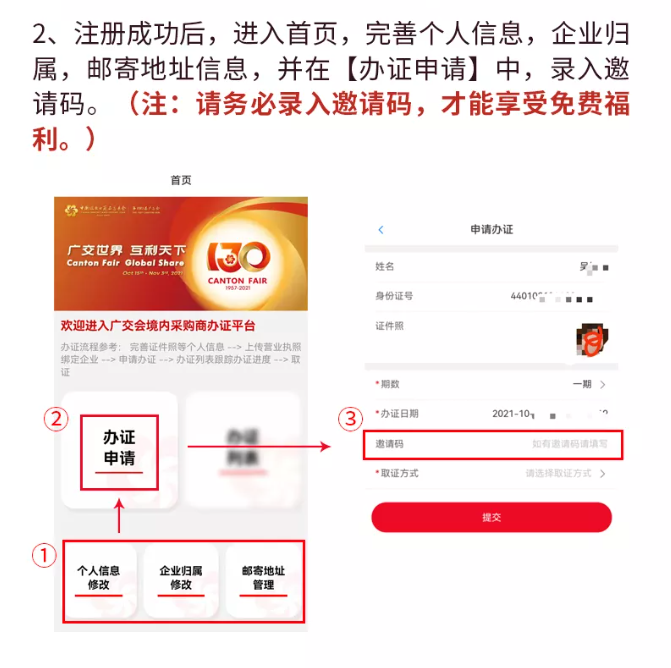 2、注册成功后，进入首页，完善个人信息，企业归
属，邮寄地址信息，并在【办证申请】中，录入邀
请码。（注：请务必录入邀请码，才能享受免费福
利。）
首页
广交世界 互利天下
Canton Fair Global Share
Oct 15th - Nov 3rd, 2021
130
CANTON FAIR
1957-2021
欢迎进入广交会境内采购商办证平台
办证流程参考： 完善证件照等个人信息 --> 上传营业执照
绑定企业 --> 申请办证 --> 办证列表跟踪办证进度 --> 取
证
②
办证
申请
①
个人信息
修改
企业归属
修改
邮寄地址
管理
申请办证
姓名
身份证号 4401
证件照
*期数 一期
*办证日期 2021-10
③
邀请码 如有邀请码请填写
*取证方式 请选择取证方式
提交